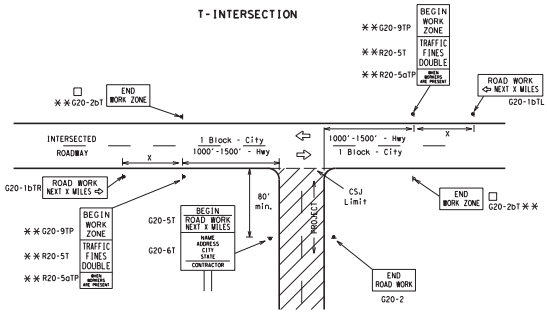 T-INTERSECTION
BEGIN
WORK
ZONE
✶✶G20-9TP
TRAFFIC
FINES
DOUBLE
✶✶R20-5T
WHEN
WORKERS
ARE PRESENT
✶✶R20-5aTP
ROAD WORK
⇦ NEXT X MILES
G20-1bTL
END
WORK ZONE
□
✶✶G20-2bT
INTERSECTED
ROADWAY
X
1 Block - City
1000'-1500' - Hwy
⇦
⇨
1000'-1500' - Hwy
1 Block - City
X
G20-1bTR
ROAD WORK
NEXT X MILES ⇨
80'
min.
CSJ
Limit
END
WORK ZONE
□
G20-2bT✶✶
BEGIN
WORK
ZONE
✶✶G20-9TP
TRAFFIC
FINES
DOUBLE
✶✶R20-5T
WHEN
WORKERS
ARE PRESENT
✶✶R20-5aTP
G20-5T
BEGIN
ROAD WORK
NEXT X MILES
G20-6T
NAME
ADDRESS
CITY
STATE
CONTRACTOR
PROJECT
END
ROAD WORK
G20-2